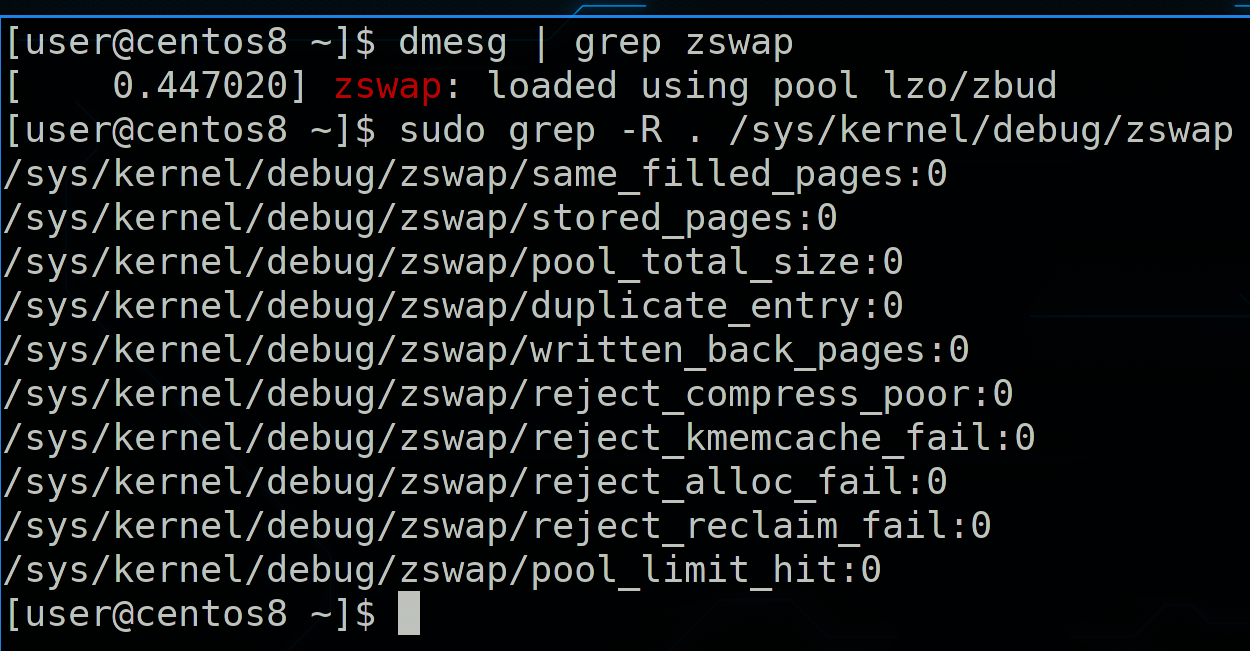 [user@centos8 ~]$ dmesg | grep zswap
[    0.447020] zswap: loaded using pool lzo/zbud
[user@centos8 ~]$ sudo grep -R . /sys/kernel/debug/zswap
/sys/kernel/debug/zswap/same_filled_pages:0
/sys/kernel/debug/zswap/stored_pages:0
/sys/kernel/debug/zswap/pool_total_size:0
/sys/kernel/debug/zswap/duplicate_entry:0
/sys/kernel/debug/zswap/written_back_pages:0
/sys/kernel/debug/zswap/reject_compress_poor:0
/sys/kernel/debug/zswap/reject_kmemcache_fail:0
/sys/kernel/debug/zswap/reject_alloc_fail:0
/sys/kernel/debug/zswap/reject_reclaim_fail:0
/sys/kernel/debug/zswap/pool_limit_hit:0
[user@centos8 ~]$